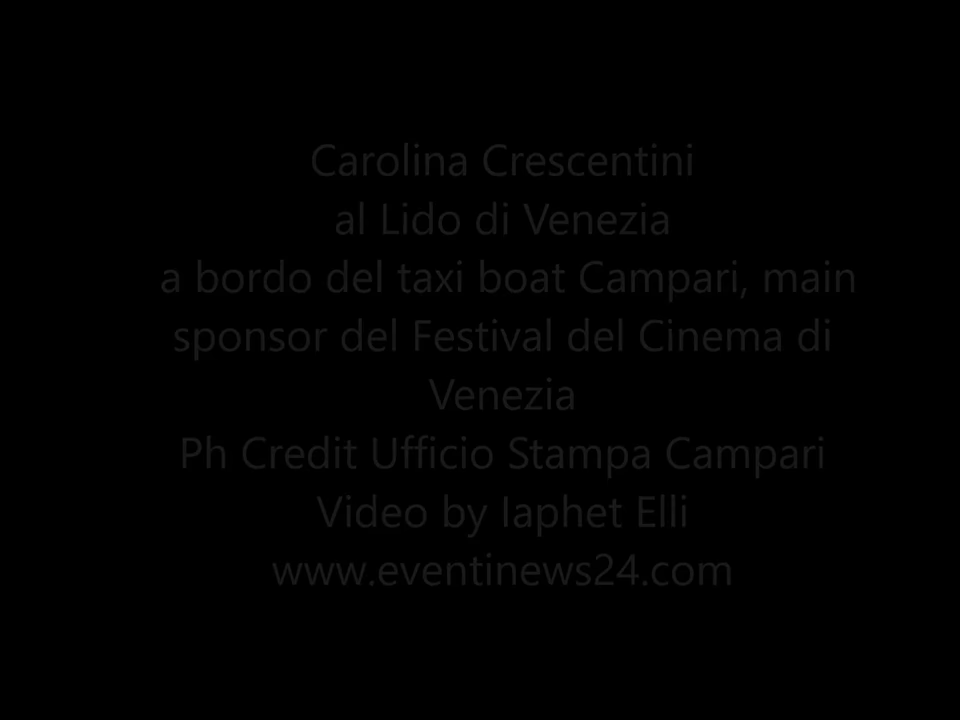 Carolina Crescentini
al Lido di Venezia
a bordo del taxi boat Campari, main
sponsor del Festival del Cinema di
Venezia
Ph Credit Ufficio Stampa Campari
Video by Iaphet Elli
www.eventinews24.com